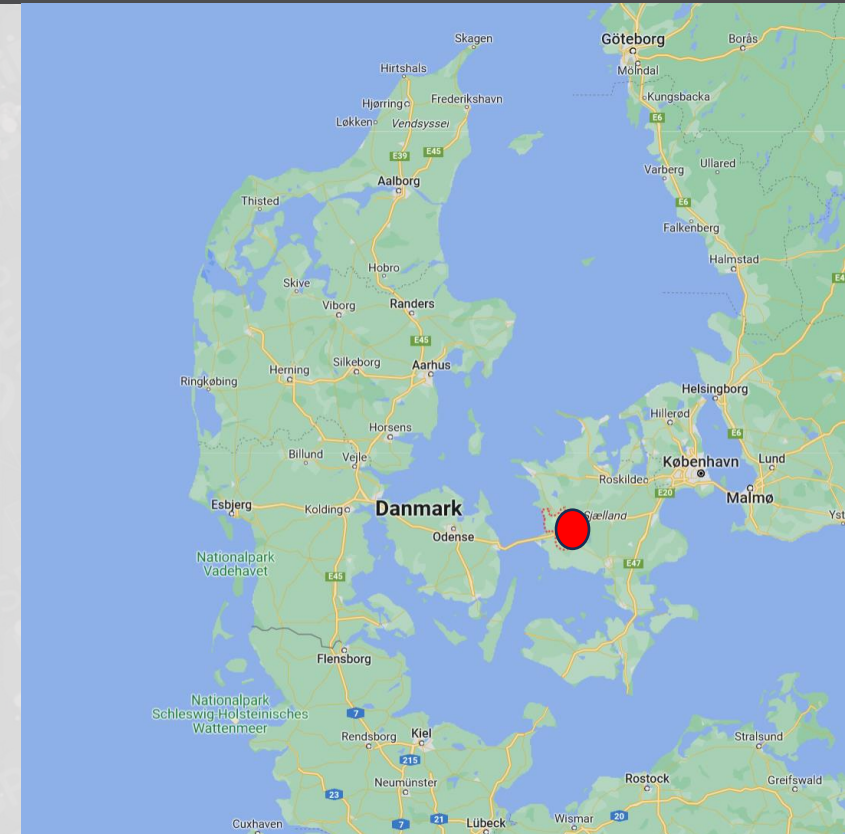 Skagen
Göteborg
Borås
Hirtshals
Mölndal
Hjørring
Frederikshavn
Kungsbacka
Løkken
Vendsyssel
E6
E39
E45
Ullared
Varberg
Aalborg
Thisted
E6
Falkenberg
Halmstad
Hobro
E4
Skive
Viborg
Randers
E45
Silkeborg
Aarhus
Herning
Ringkøbing
Helsingborg
Hillerød
Horsens
E6
Billund
Vejle
København
Lund
Roskilde
E20
Malmø
Esbjerg
Kolding
Danmark
Sjælland
Yst
Odense
Nationalpark
Vadehavet
E45
E47
Flensborg
Nationalpark
Schleswig-Holsteinisches
Wattenmeer
7
Rendsborg
Kiel
Stralsund
215
Neumünster
Rostock
Greifswald
23
Cuxhaven
7
21
Lübeck
Wismar
20